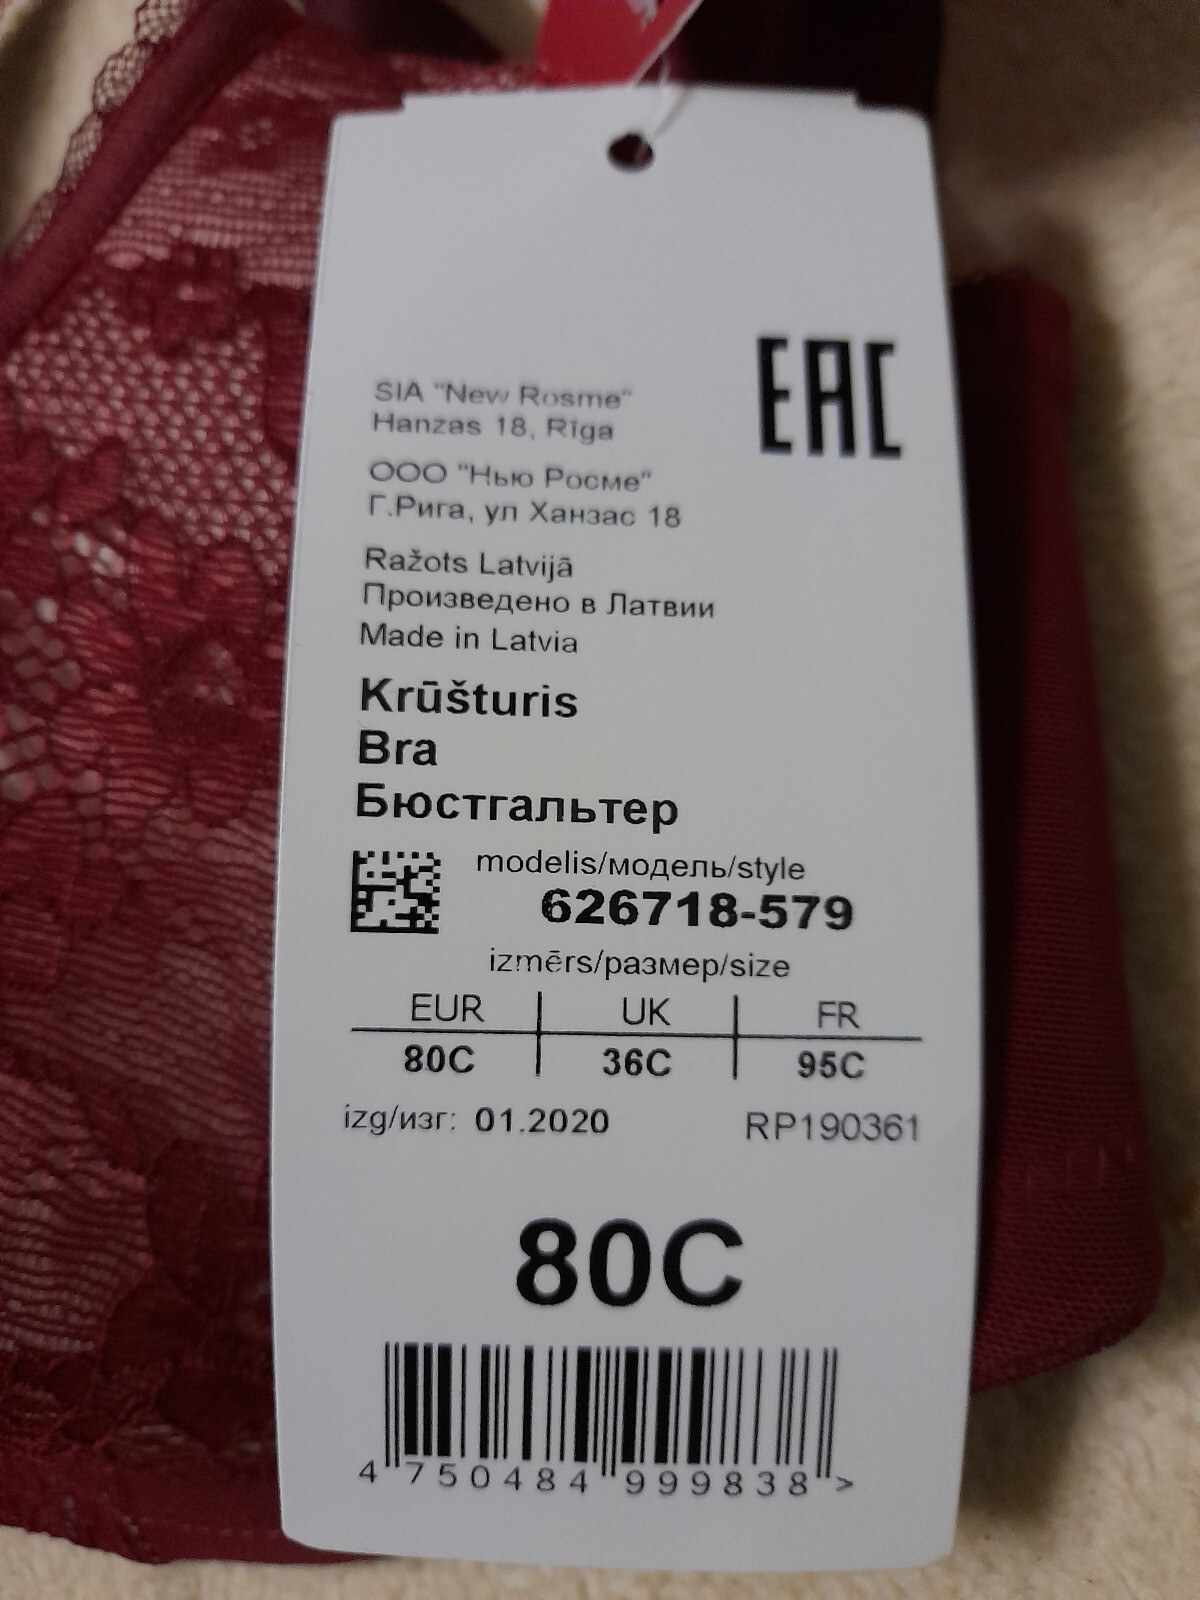 EAC
SIA "New Rosme"
Hanzas 18, Rīga
ООО "Нью Росме"
Г.Рига, ул Ханзас 18
Ražots Latvijā
Произведено в Латвии
Made in Latvia
Krūšturis
Bra
Бюстгальтер
modelis/модель/style
626718-579
izmērs/размер/size
EUR UK FR
80C 36C 95C
izg/изг: 01.2020 RP190361
80C
4 750484 999838 >